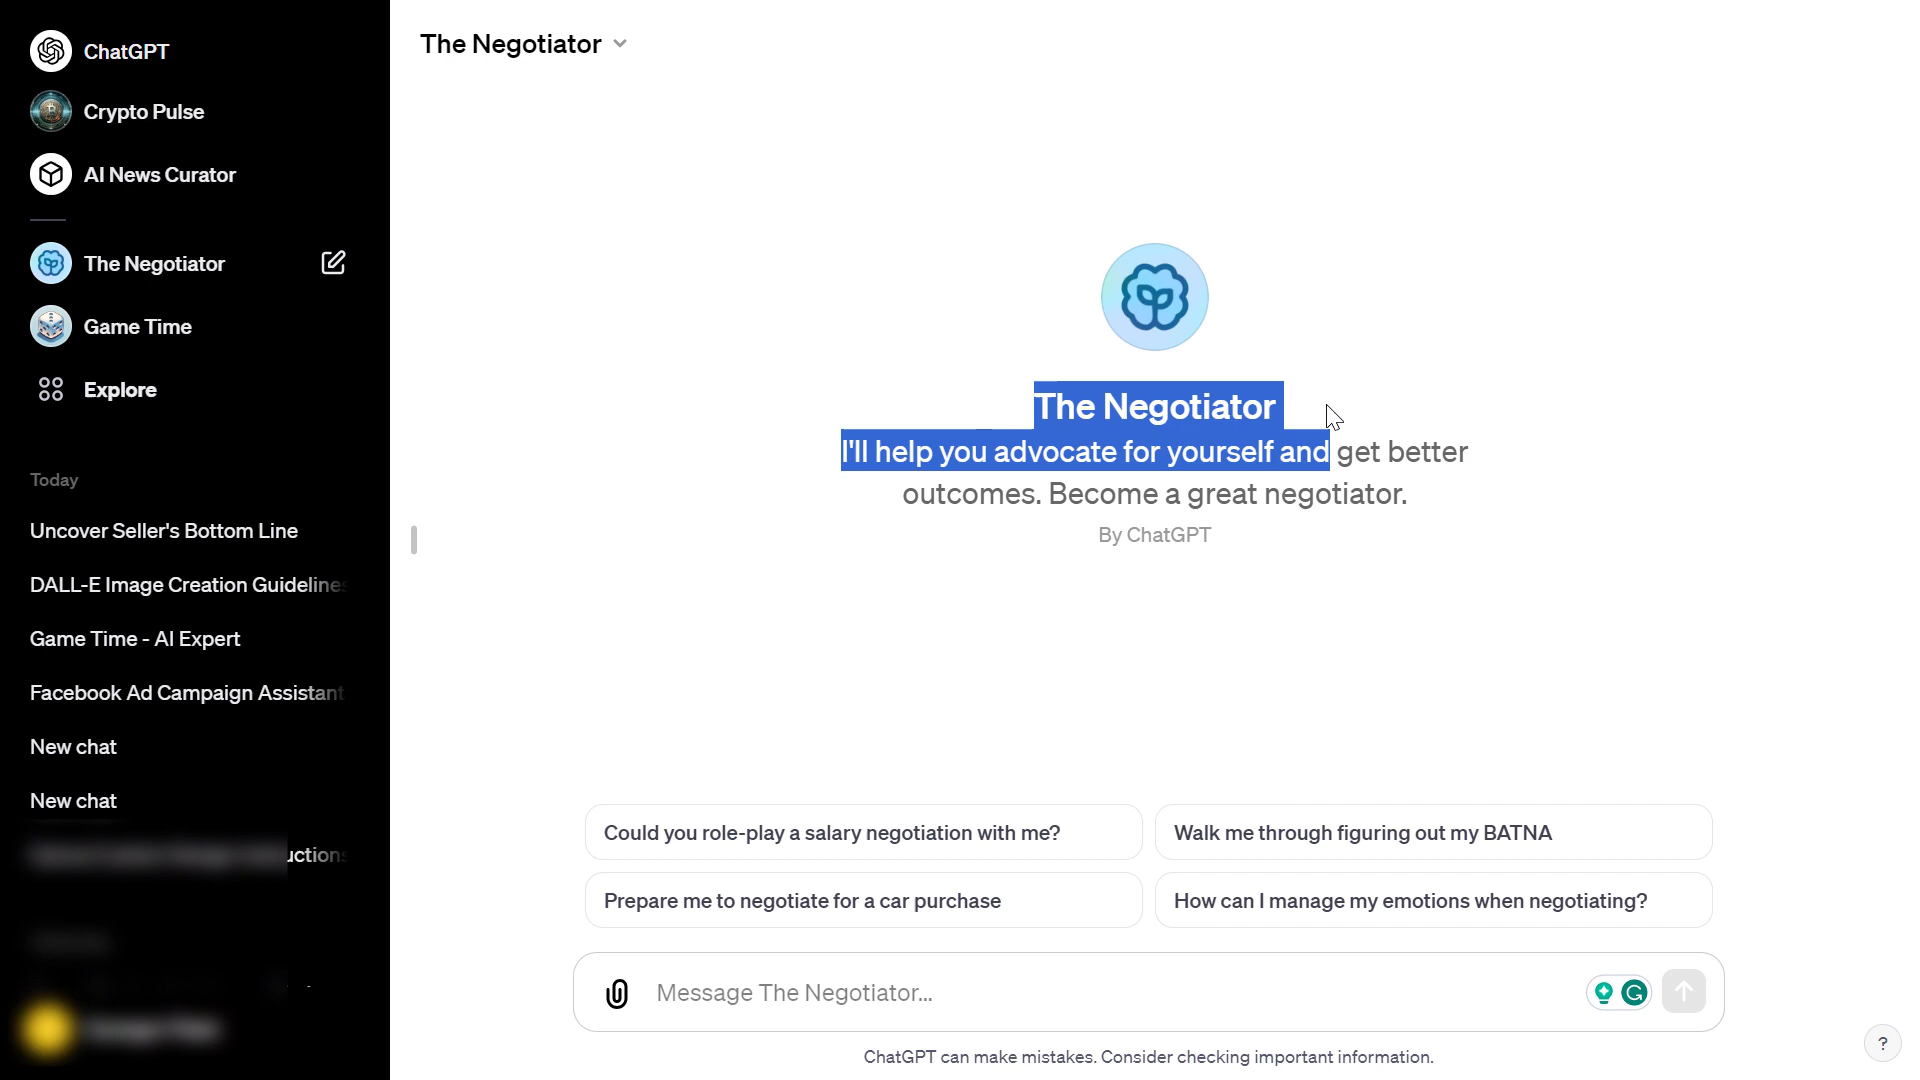 ChatGPT
Crypto Pulse
AI News Curator
The Negotiator
Game Time
Explore
Today
Uncover Seller's Bottom Line
DALL-E Image Creation Guidelines
Game Time - AI Expert
Facebook Ad Campaign Assistant
New chat
New chat
uctions
The Negotiator
The Negotiator
I'll help you advocate for yourself and get better
outcomes. Become a great negotiator.
By ChatGPT
Could you role-play a salary negotiation with me?
Walk me through figuring out my BATNA
Prepare me to negotiate for a car purchase
How can I manage my emotions when negotiating?
Message The Negotiator...
ChatGPT can make mistakes. Consider checking important information.
?